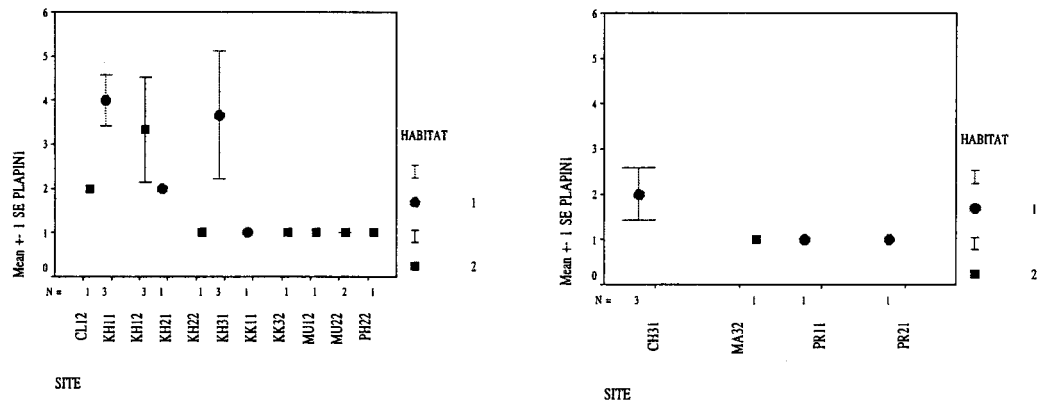 6
5
4
3
2
1
0
Mean +- 1 SE PLAPIN1
N = 1 3 3 1 1 3 1 1 1 2 1
CL12 KH11 KH12 KH21 KH22 KH31 KK11 KK32 MU12 MU22 PH22
SITE
HABITAT
1
2
6
5
4
3
2
1
0
Mean +- 1 SE PLAPIN1
N = 3 1 1 1
CH31 MA32 PR11 PR21
SITE
HABITAT
1
2